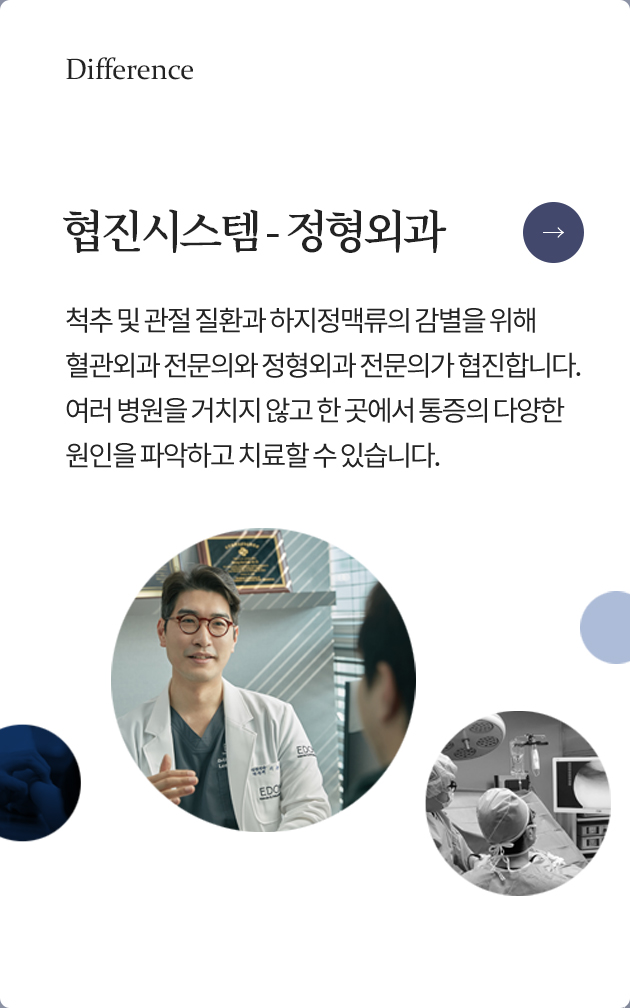 Difference
협진시스템 - 정형외과
척추 및 관절 질환과 하지정맥류의 감별을 위해
혈관외과 전문의와 정형외과 전문의가 협진합니다.
여러 병원을 거치지 않고 한 곳에서 통증의 다양한
원인을 파악하고 치료할 수 있습니다.